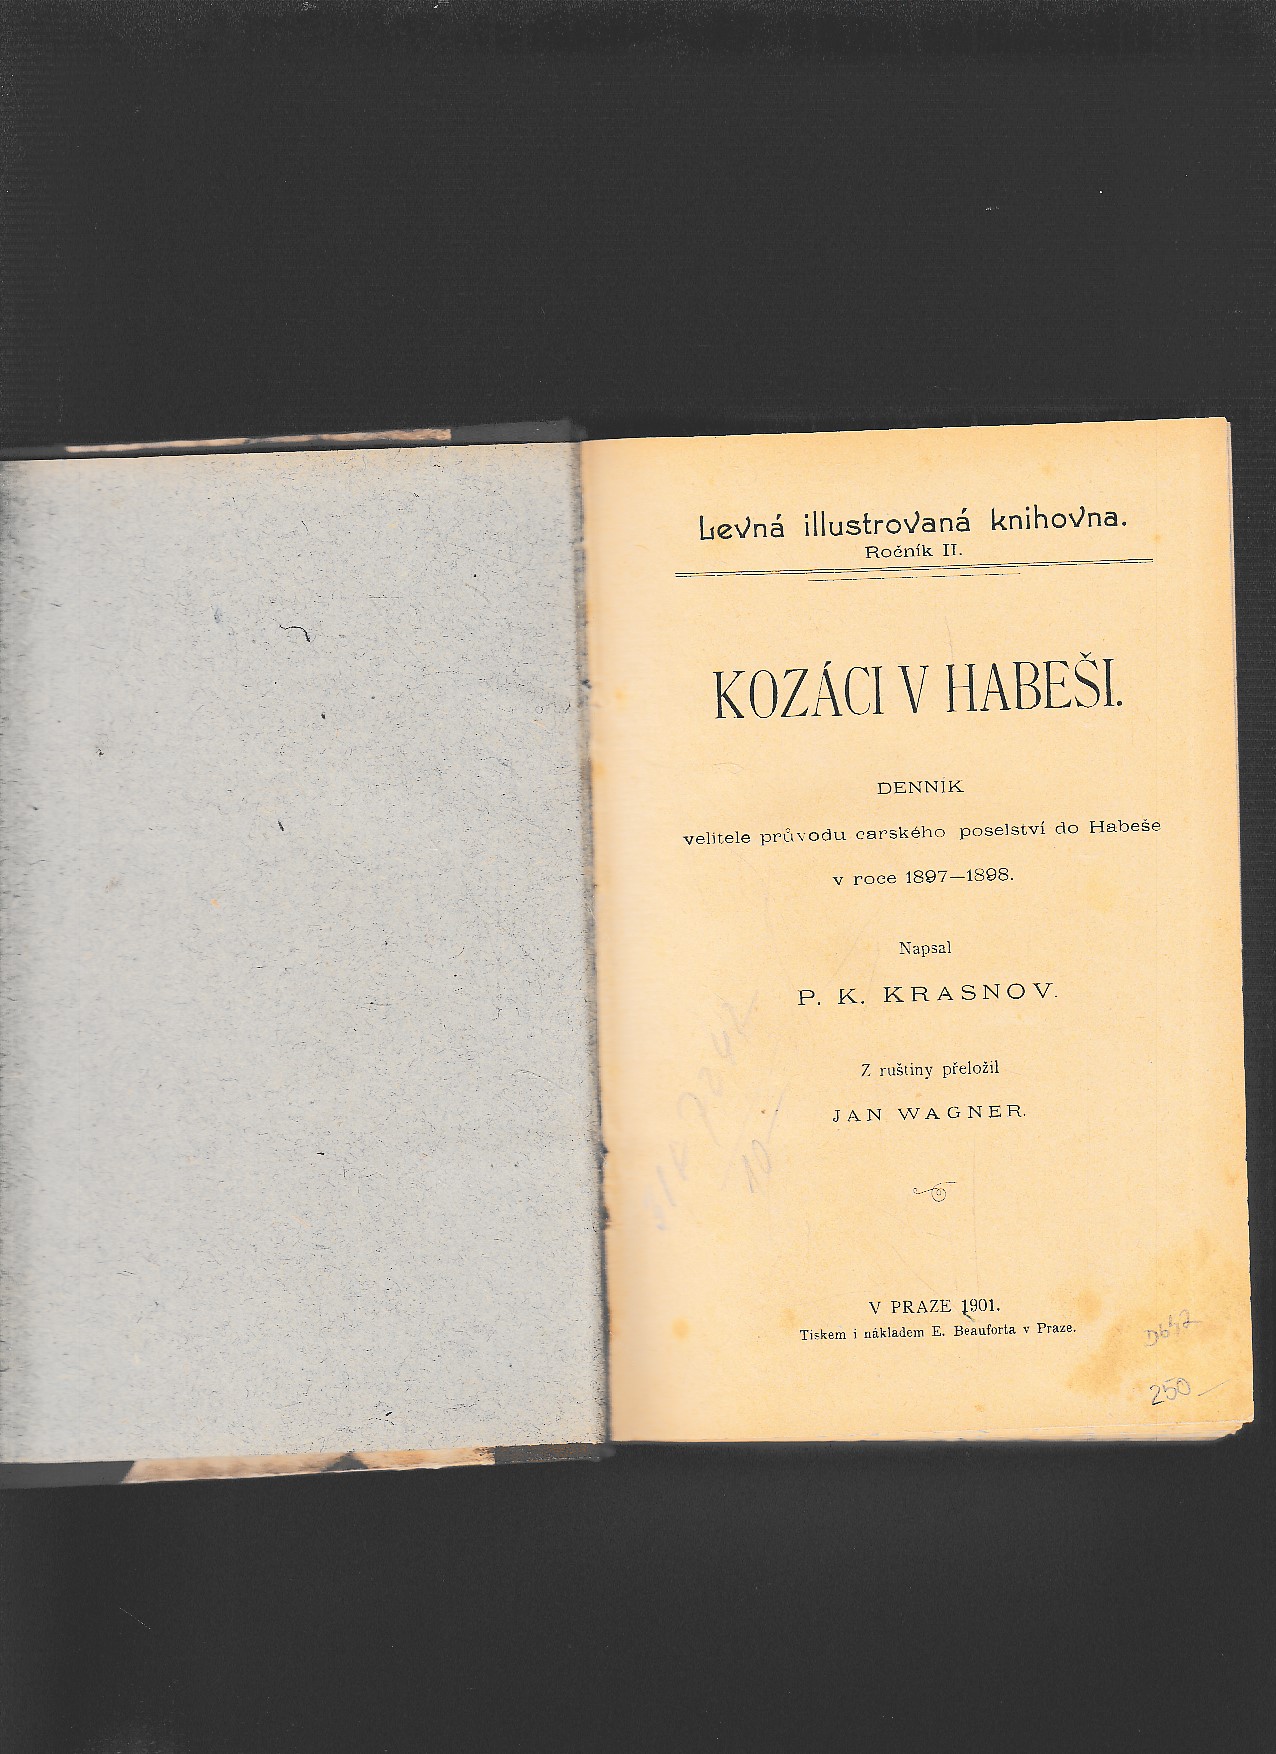 Levná illustrovaná knihovna.
Ročník II.
KOZÁCI V HABEŠI.
DENNÍK
velitele průvodu carského poselství do Habeše
v roce 1897—1898.
Napsal
P. K. KRASNOV.
Z ruštiny přeložil
JAN WAGNER.
V PRAZE 1901.
Tiskem i nákladem E. Beauforta v Praze.
250—